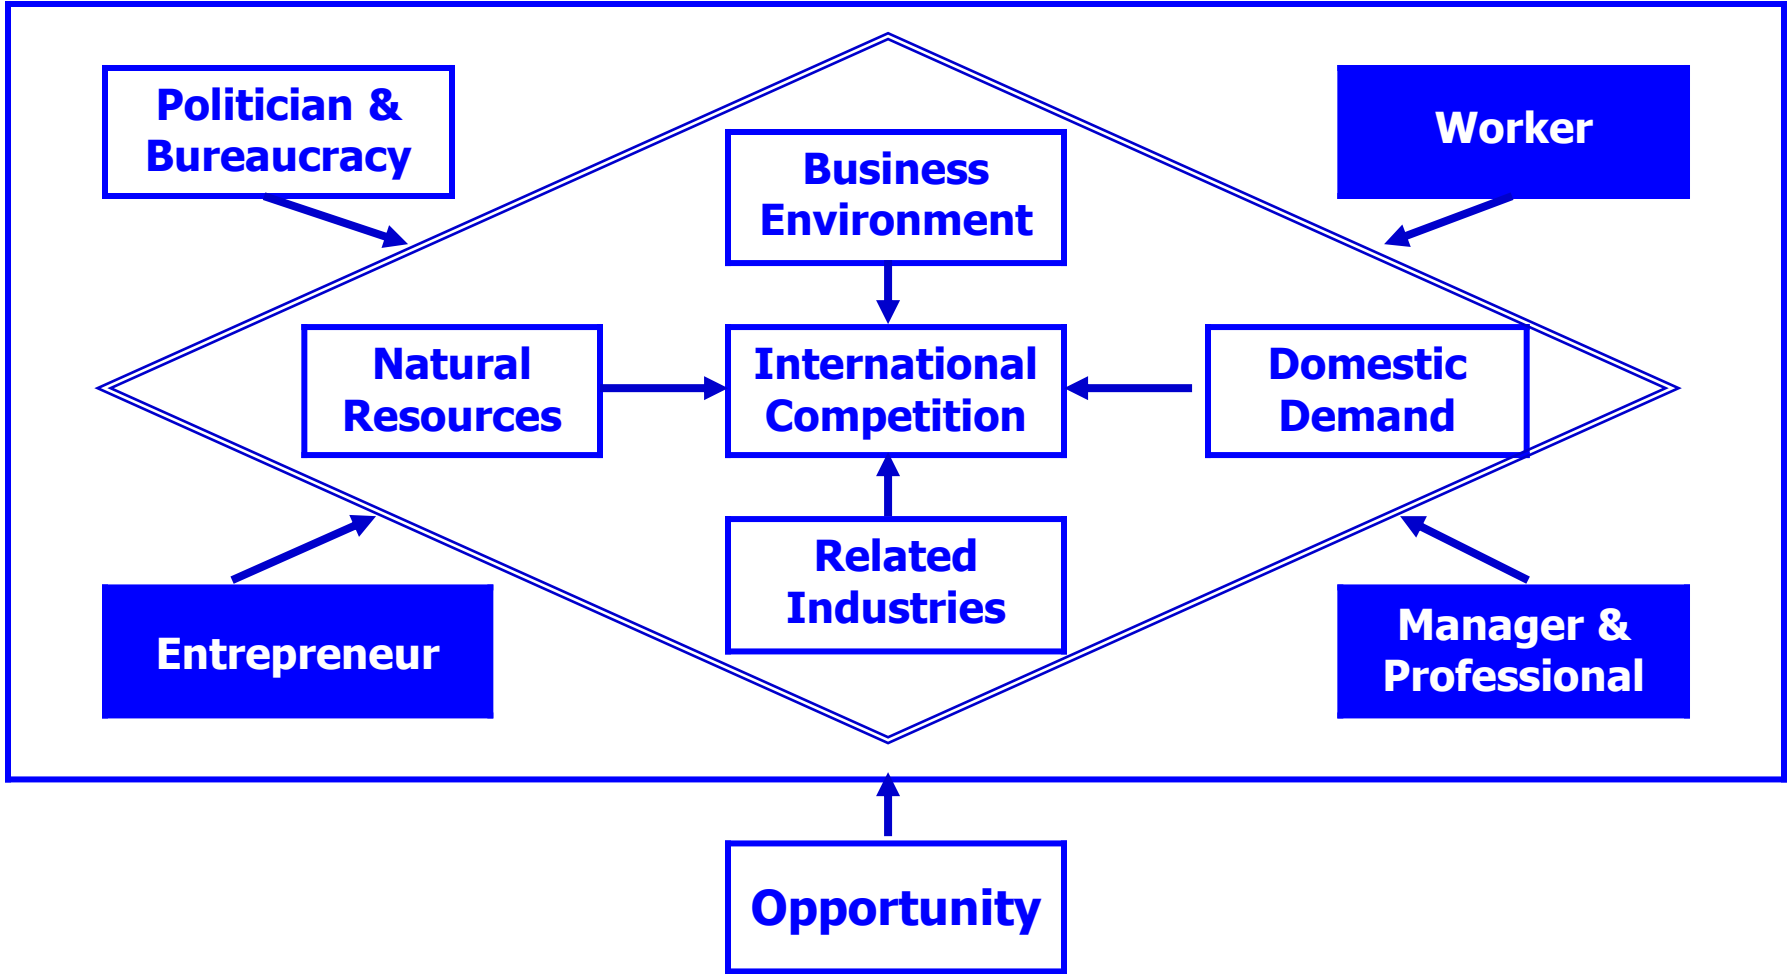 Politician &
Bureaucracy
Worker
Business
Environment
Natural
Resources
International
Competition
Domestic
Demand
Related
Industries
Entrepreneur
Manager &
Professional
Opportunity